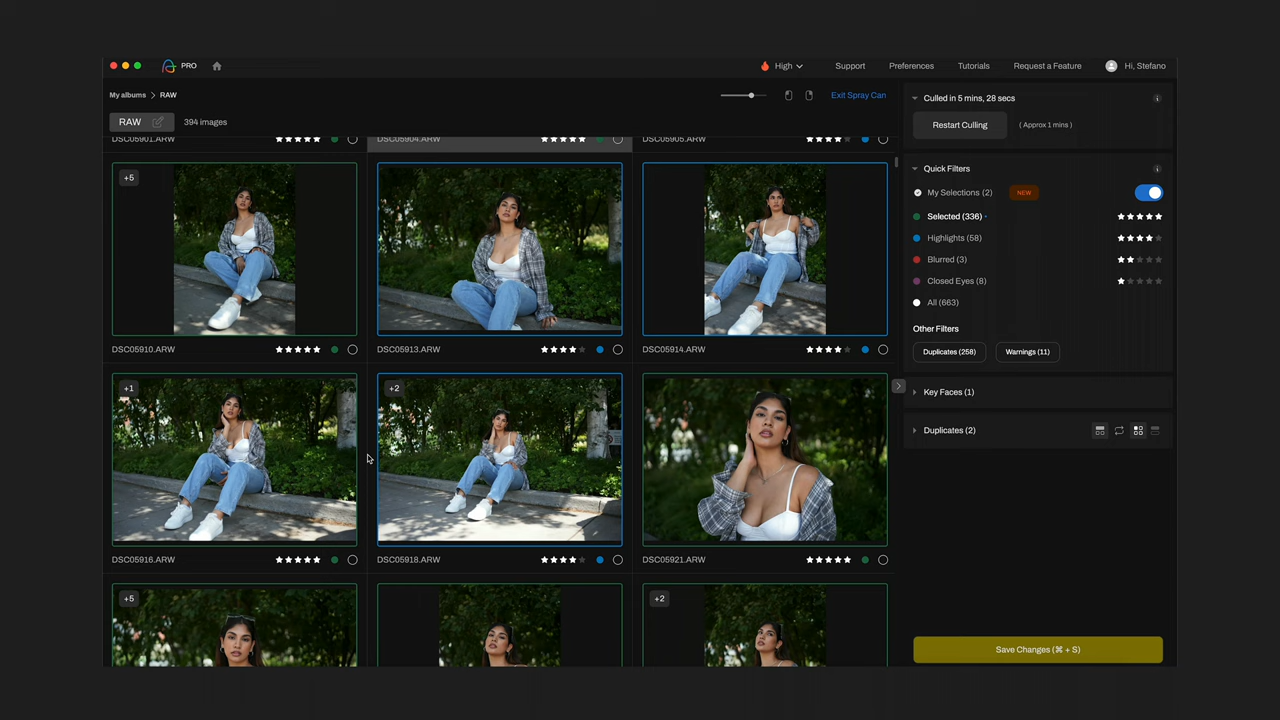 PRO
High
Support
Preferences
Tutorials
Request a Feature
Hi, Stefano
My albums > RAW
Exit Spray Can
RAW
394 images
DSC05901.ARW
DSC05904.ARW
DSC05905.ARW
+5
DSC05910.ARW
DSC05913.ARW
DSC05914.ARW
+1
+2
DSC05916.ARW
DSC05918.ARW
DSC05921.ARW
+5
+2
Culled in 5 mins, 28 secs
Restart Culling
( Approx 1 mins )
Quick Filters
My Selections (2)
NEW
Selected (336)
Highlights (58)
Blurred (3)
Closed Eyes (8)
All (663)
Other Filters
Duplicates (258)
Warnings (11)
Key Faces (1)
Duplicates (2)
Save Changes (⌘ + S)